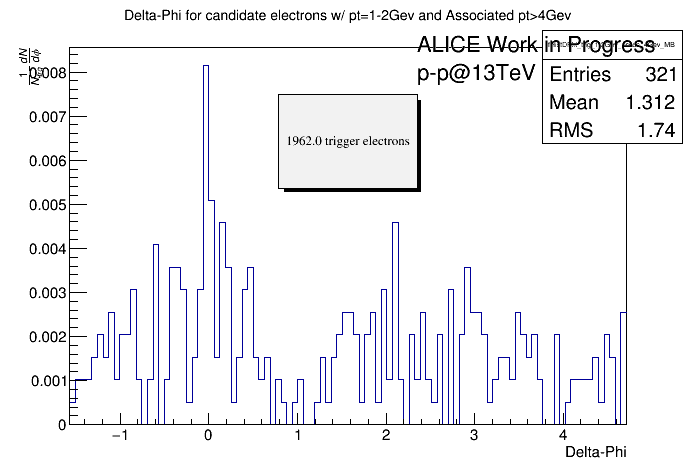 Delta-Phi for candidate electrons w/ pt=1-2Gev and Associated pt>4Gev
ALICE Work in Progress
p-p@13TeV
Entries 321
Mean 1.312
RMS 1.74
1962.0 trigger electrons
0.008
0.007
0.006
0.005
0.004
0.003
0.002
0.001
0
−1 0 1 2 3 4
Delta-Phi